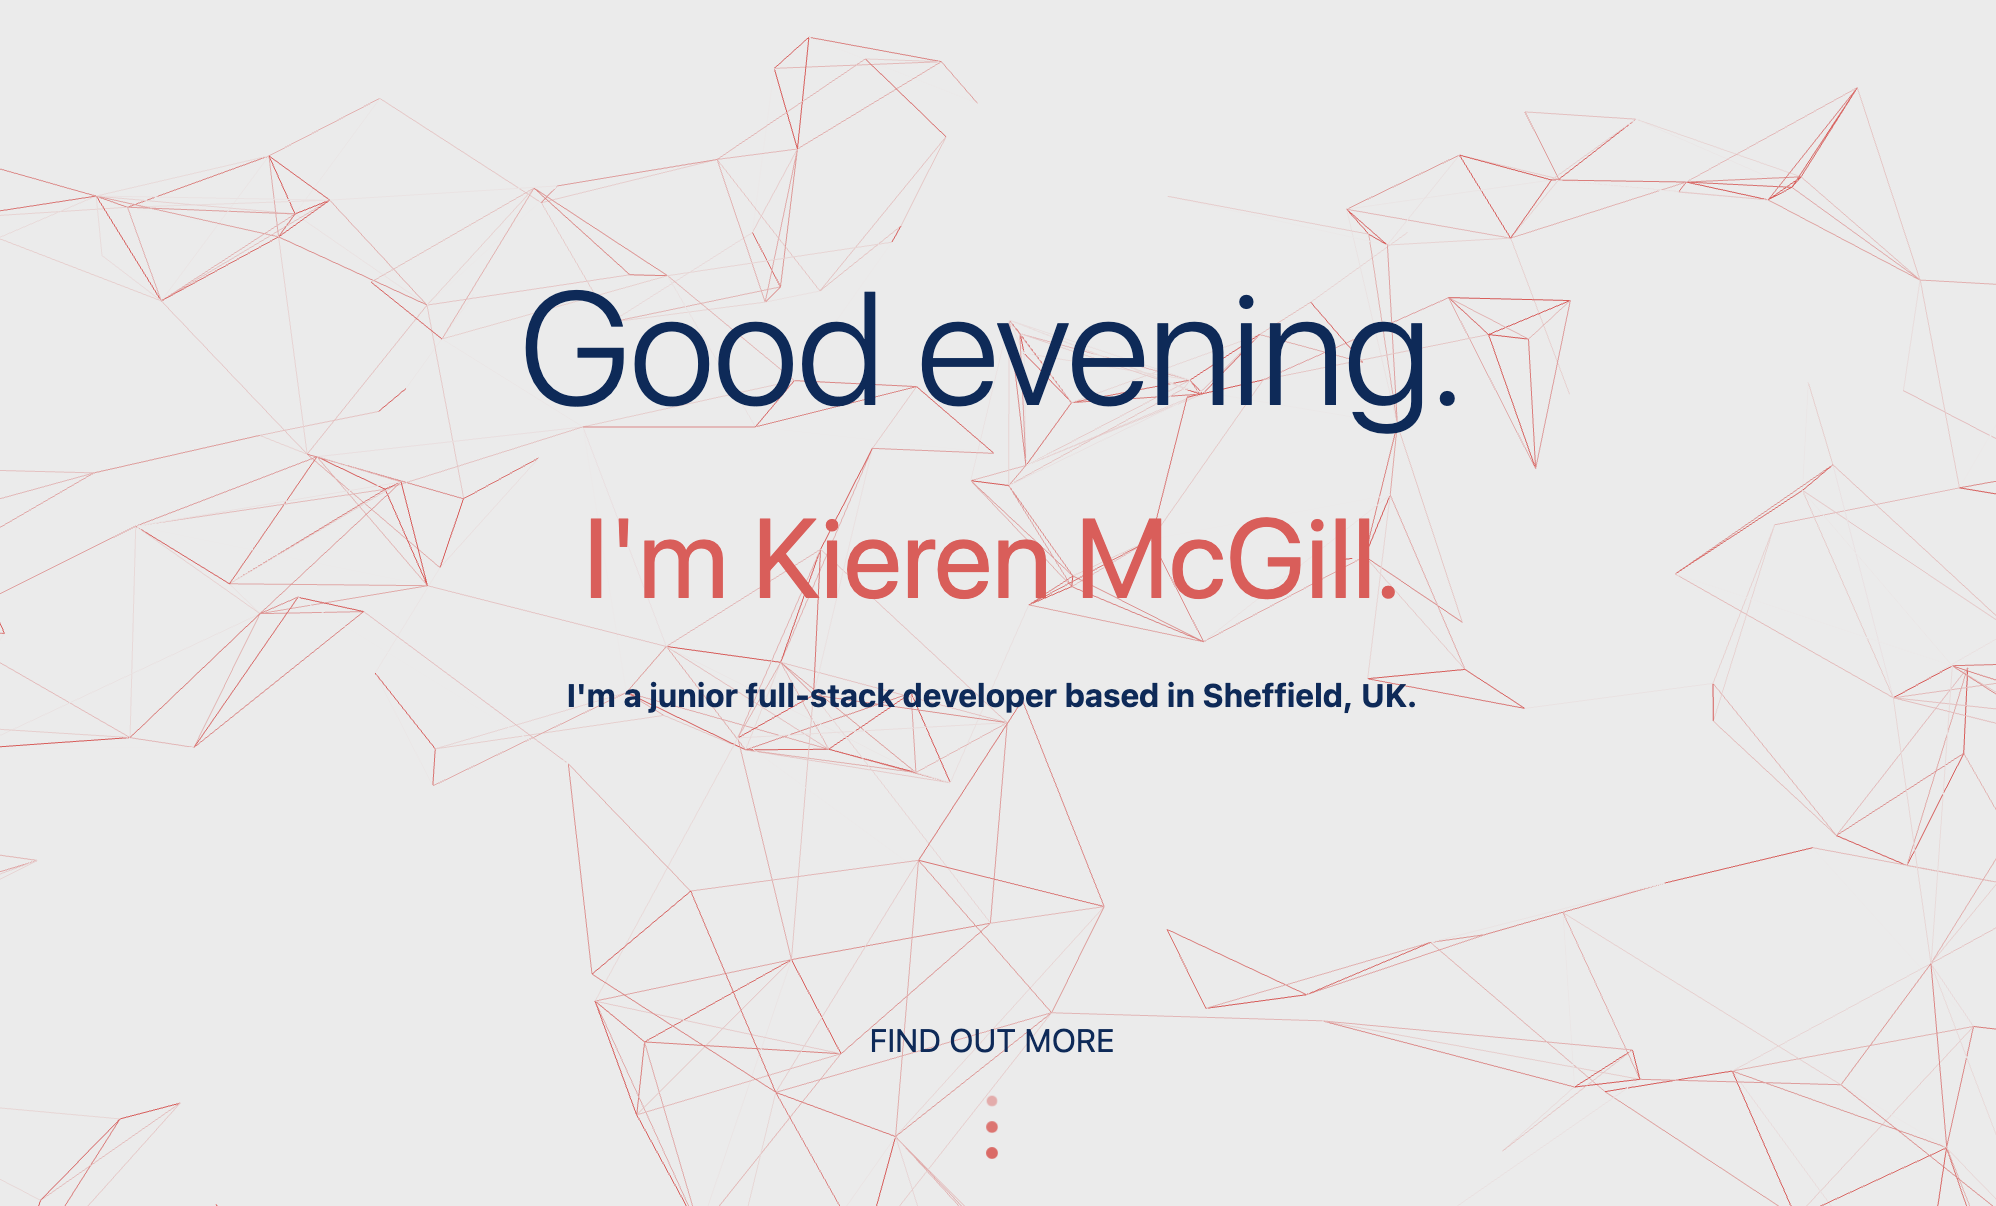 Good evening.
I'm Kieren McGill.
I'm a junior full-stack developer based in Sheffield, UK.
FIND OUT MORE